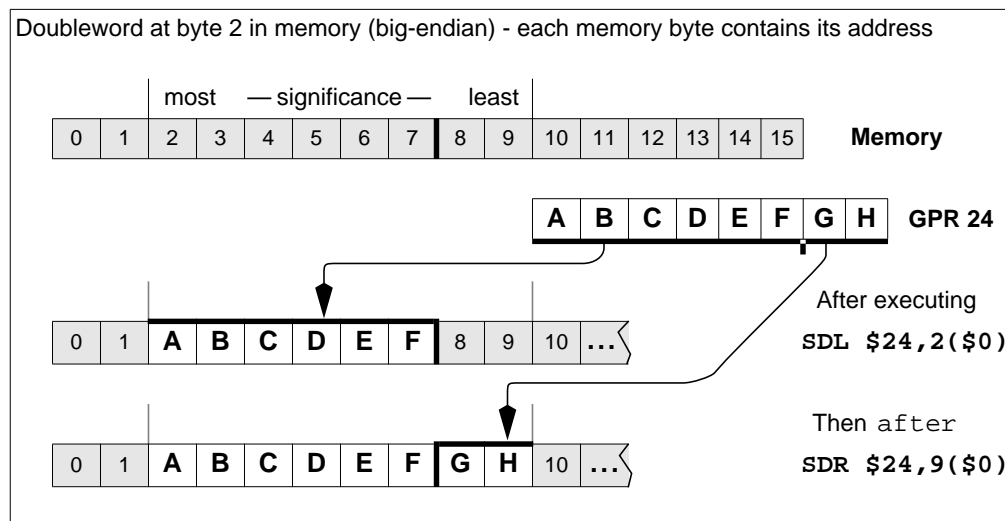 Doubleword at byte 2 in memory (big-endian) - each memory byte contains its address
most — significance — least
0 1 2 3 4 5 6 7 8 9 10 11 12 13 14 15 Memory
A B C D E F G H GPR 24
After executing
0 1 A B C D E F 8 9 10 ... SDL $24,2($0)
Then after
0 1 A B C D E F G H 10 ... SDR $24,9($0)